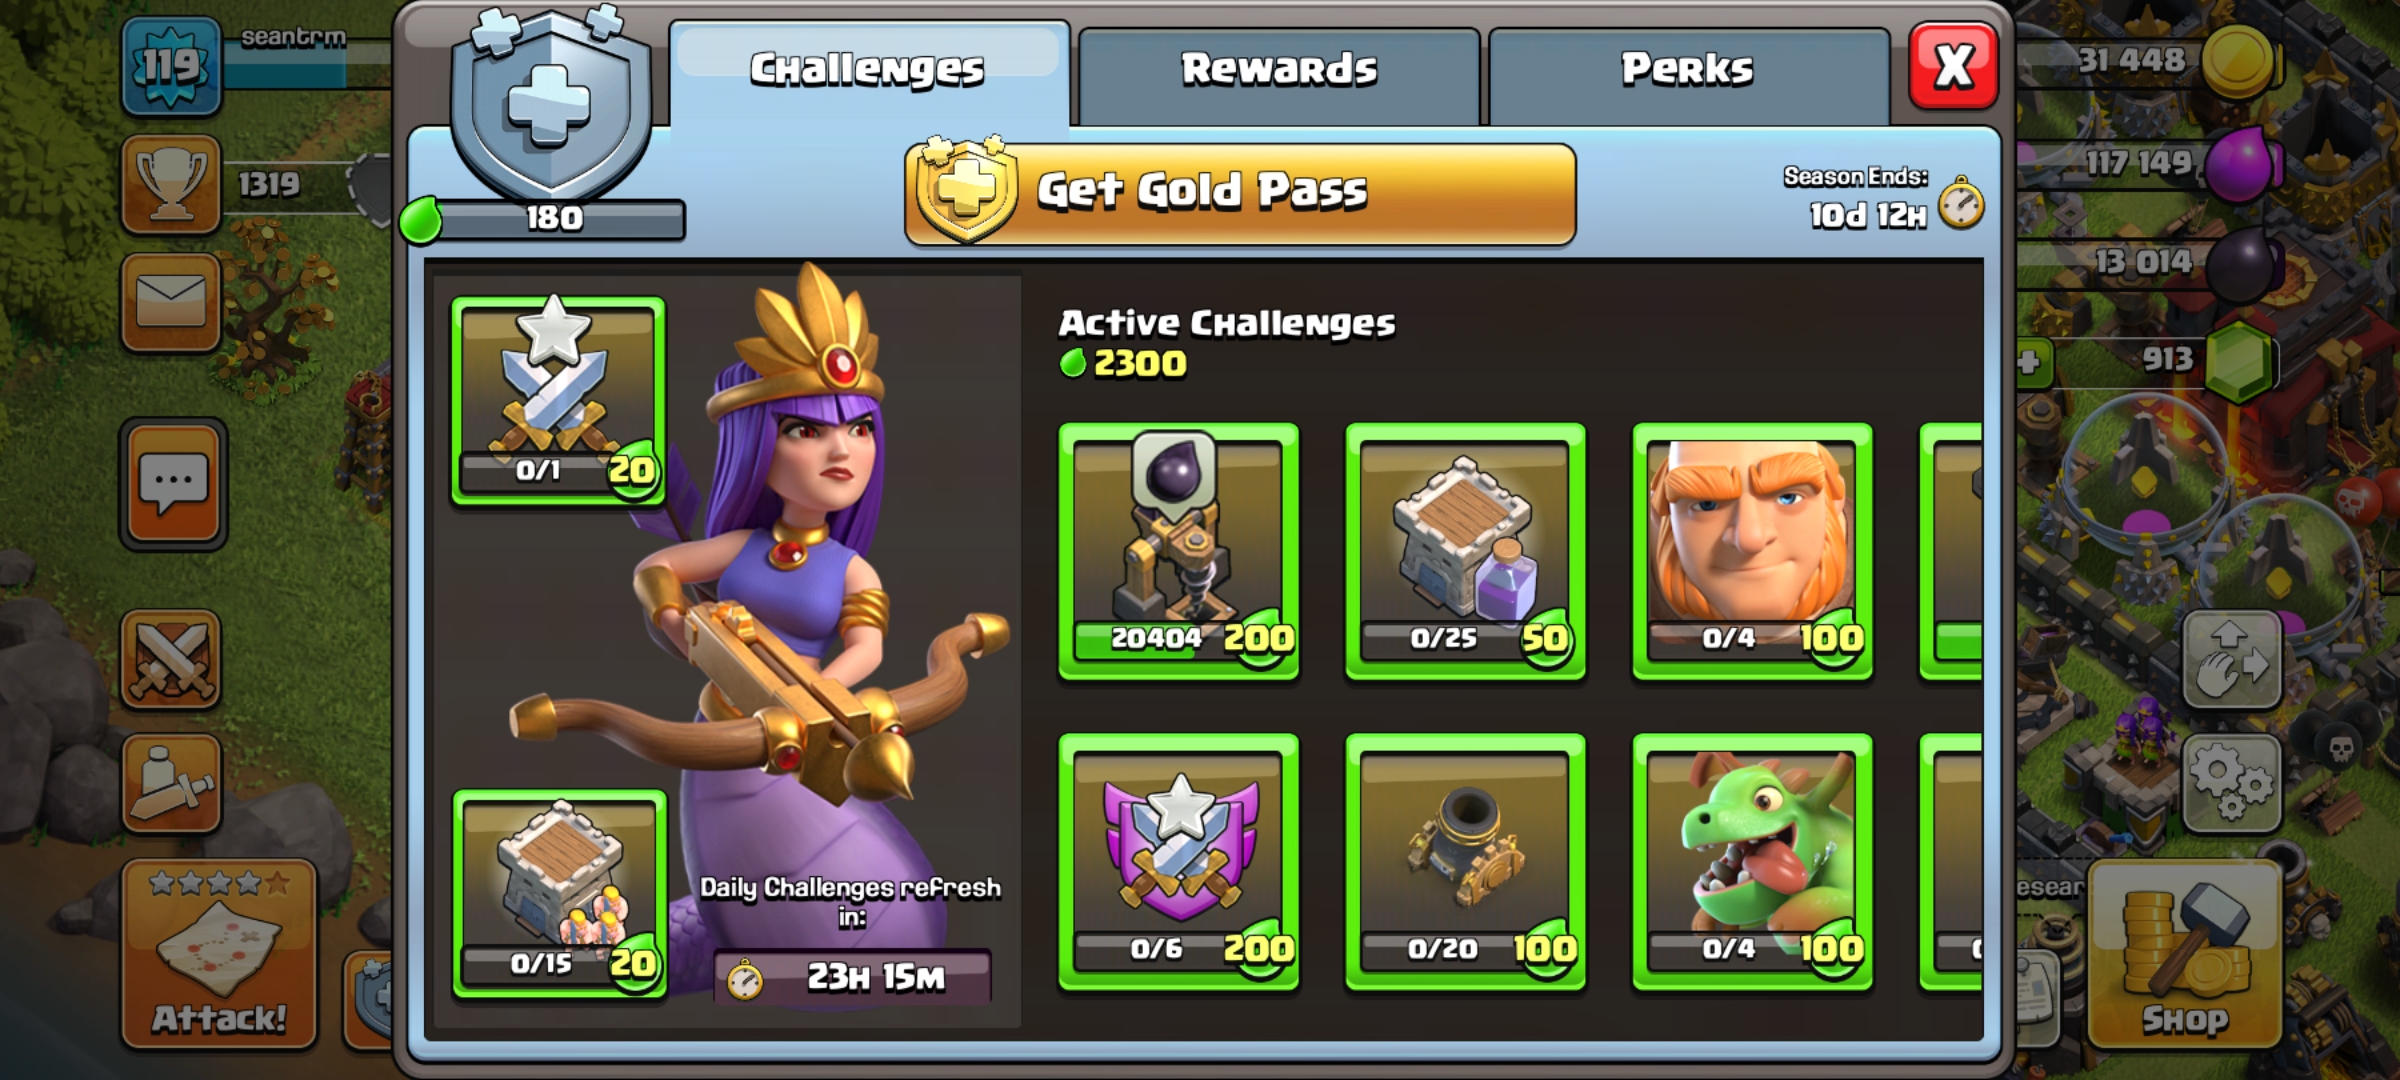 119
seantrm
1319
Challenges
Rewards
Perks
X
31 448
117 149
13 014
913
180
Get Gold Pass
Season Ends:
10d 12H
Active Challenges
2300
0/1
20
20404
200
0/25
50
0/4
100
0/6
200
0/20
100
0/4
100
Daily Challenges refresh
in:
23H 15M
0/15
20
Attack!
esear
Shop